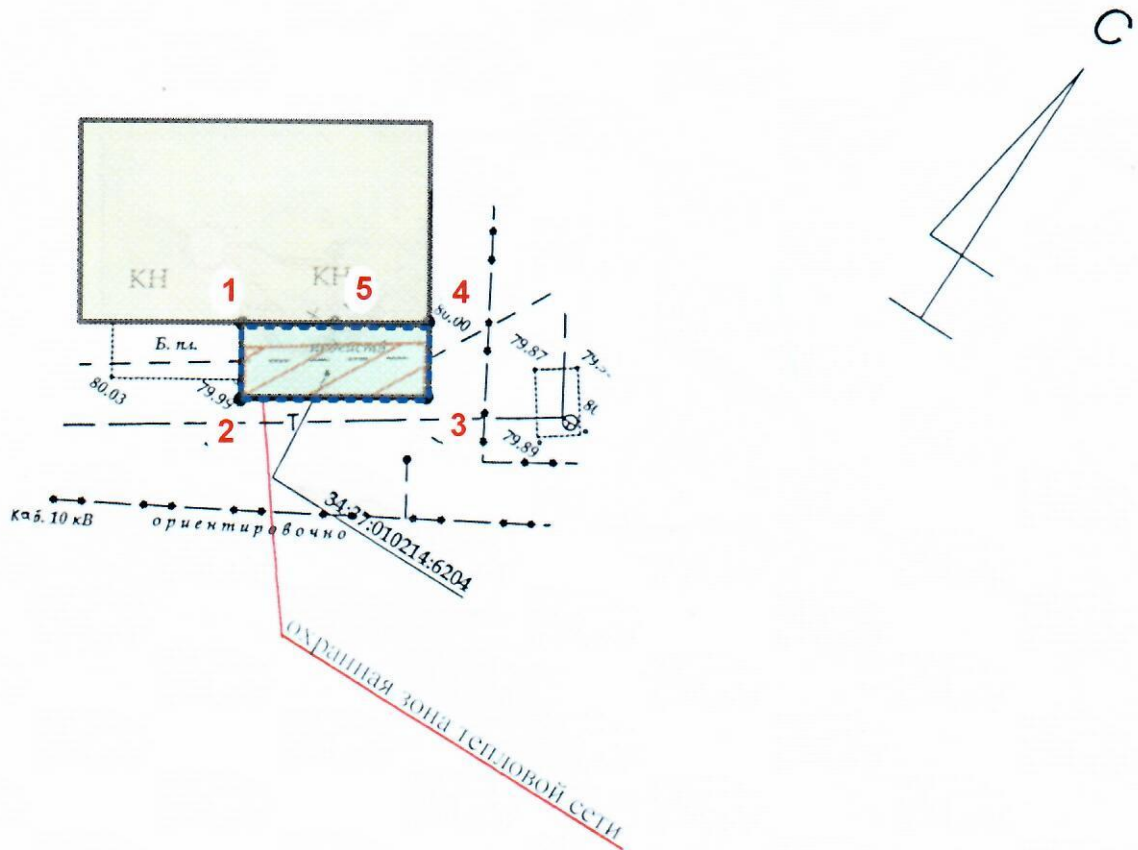 С
КН
КН
1
5
4
80.00
Б. пл.
79.87
80.03
79.99
2
Т
3
79.89
каб. 10 кВ
ориентировочно
34:37:010214:6204
охранная зона тепловой сети